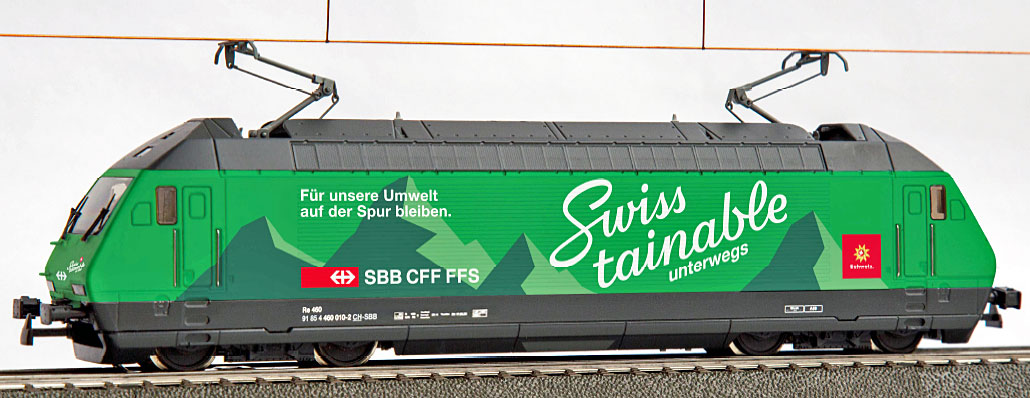 Für unsere Umwelt
auf der Spur bleiben.
SBB CFF FFS
Swiss
tainable
unterwegs
Schweiz.
Re 460
91 85 4 460 010-2 CH-SBB